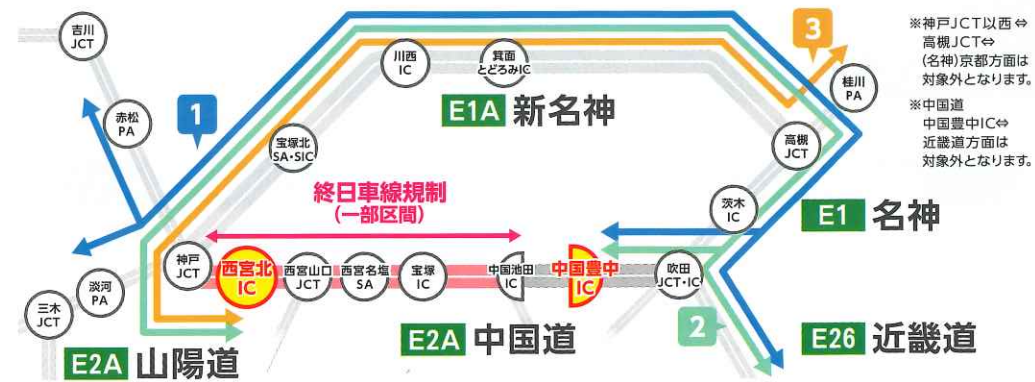 吉川
JCT
赤松
PA
1
川西
IC
箕面
とどろみIC
3
※神戸JCT以西⇔
高槻JCT⇔
(名神)京都方面は
対象外となります。
※中国道
中国豊中IC⇔
近畿道方面は
対象外となります。
桂川
PA
E1A 新名神
宝塚北
SA・SIC
高槻
JCT
終日車線規制
(一部区間)
茨木
IC
E1 名神
神戸
JCT
西宮北
IC
西宮山口
JCT
西宮名塩
SA
宝塚
IC
中国池田
IC
中国豊中
IC
吹田
JCT・IC
淡河
PA
三木
JCT
2
E2A 山陽道
E2A 中国道
E26 近畿道